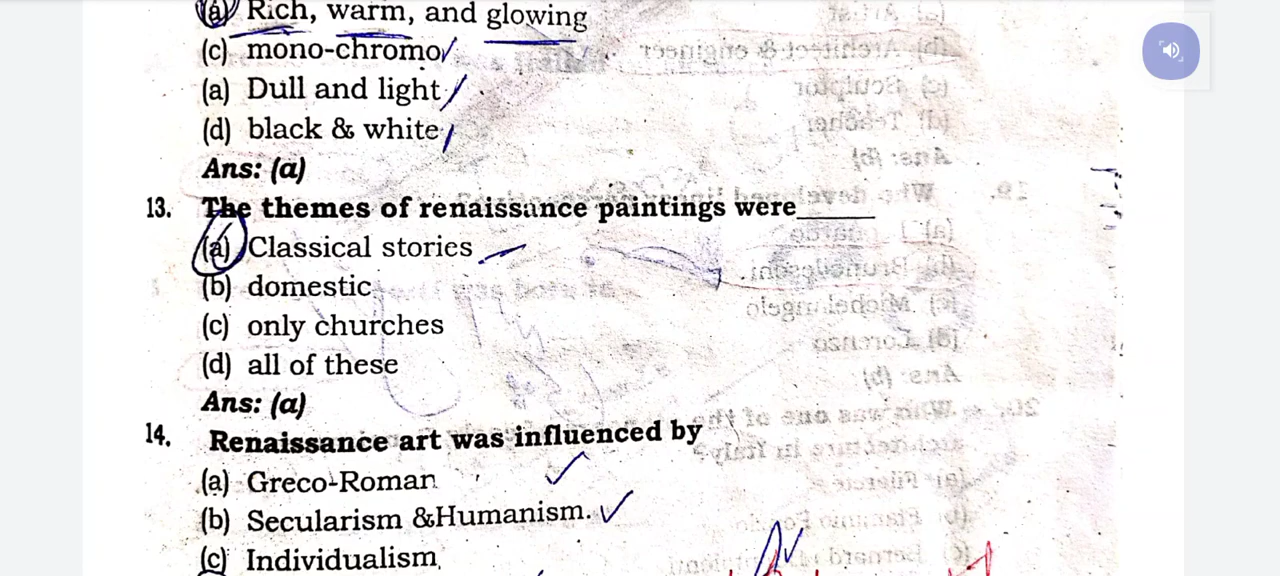 (a) Rich, warm, and glowing
(c) mono-chromo
(a) Dull and light
(d) black & white
Ans: (a)
13. The themes of renaissance paintings were_____
(a) Classical stories
(b) domestic
(c) only churches
(d) all of these
Ans: (a)
14. Renaissance art was influenced by
(a) Greco-Roman
(b) Secularism &Humanism.
(c) Individualism